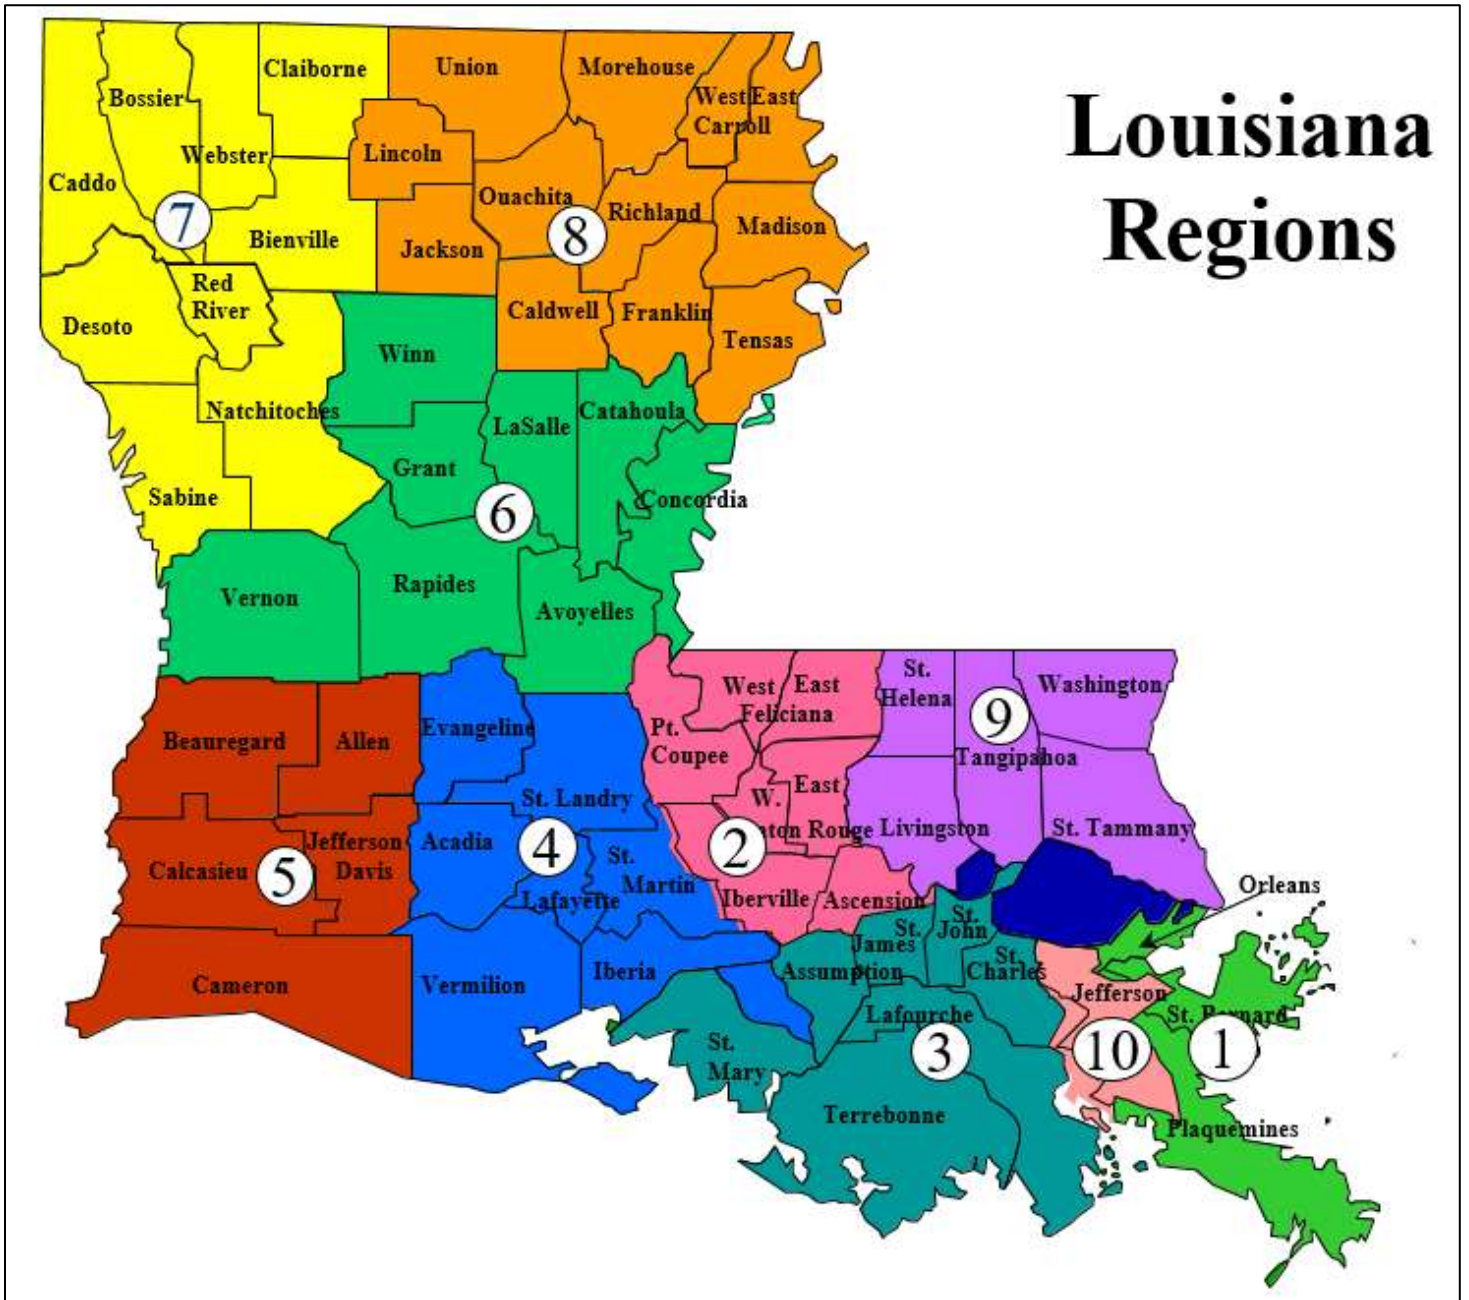 Louisiana
Regions
Claiborne
Union
Morehouse
Bossier
West East
Carroll
Webster
Lincoln
Caddo
Ouachita
Richland
7
8
Madison
Bienville
Jackson
Red
River
Caldwell
Franklin
Desoto
Tensas
Winn
Natchitoches
LaSalle
Catahoula
Grant
Sabine
6
Concordia
Vernon
Rapides
Avoyelles
St.
Helena
West
East
Feliciana
Washington
9
Evangeline
Pt.
Coupee
Beauregard
Allen
Tangipahoa
East
W.
St. Landry
Rouge
Livingston
St. Tammany
Jefferson
Davis
Acadia
4
2
St.
Martin
Calcasieu
5
Lafayette
Iberville
Ascension
Orleans
St.
John
St.
James
St.
Charles
Assumption
Iberia
Cameron
Vermilion
Jefferson
Lafourche
St. Bernard
St.
Mary
3
10
1
Terrebonne
Plaquemines